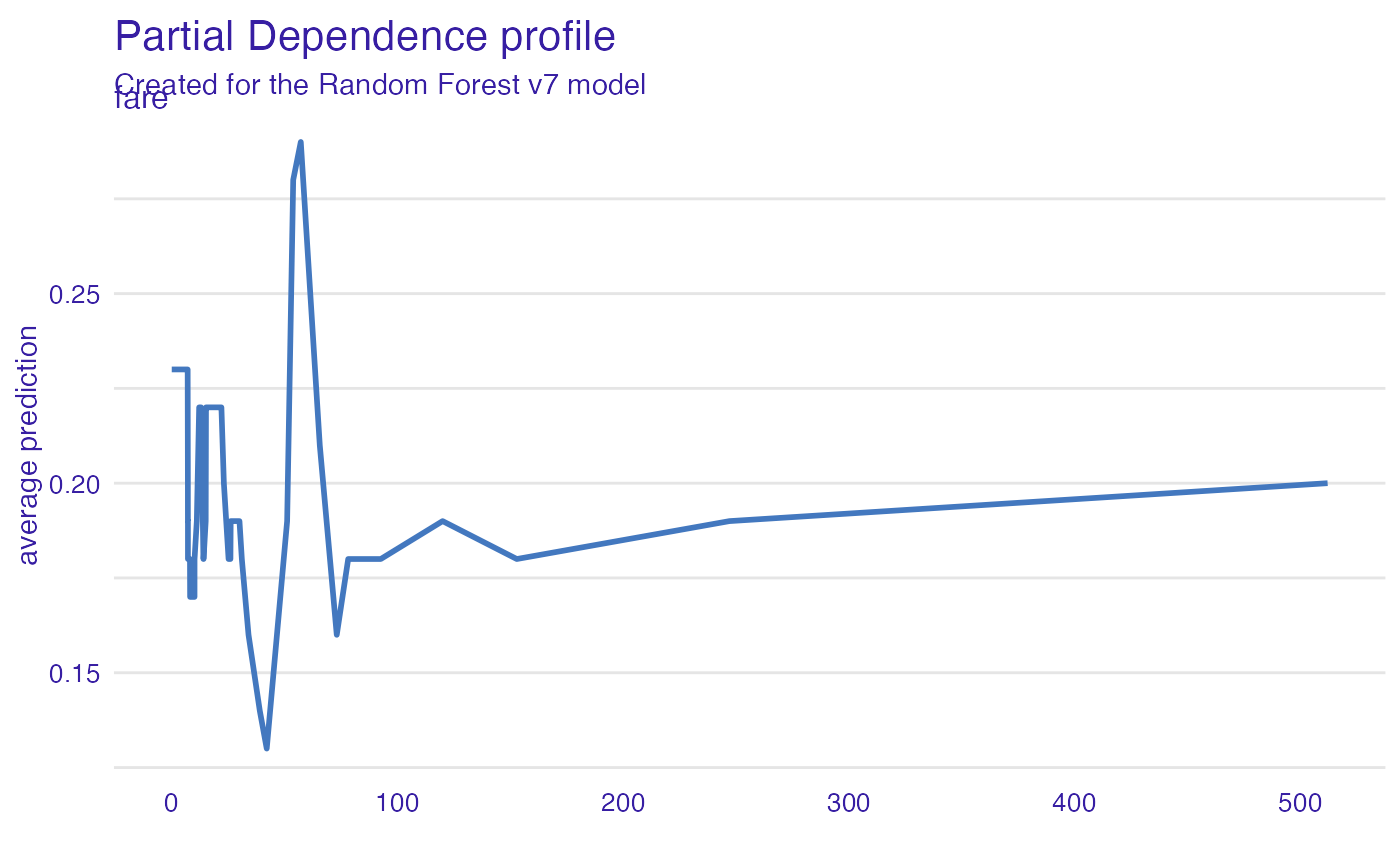 Partial Dependence profile
Created for the Random Forest v7 model
fare
average prediction
0.25
0.20
0.15
0 100 200 300 400 500